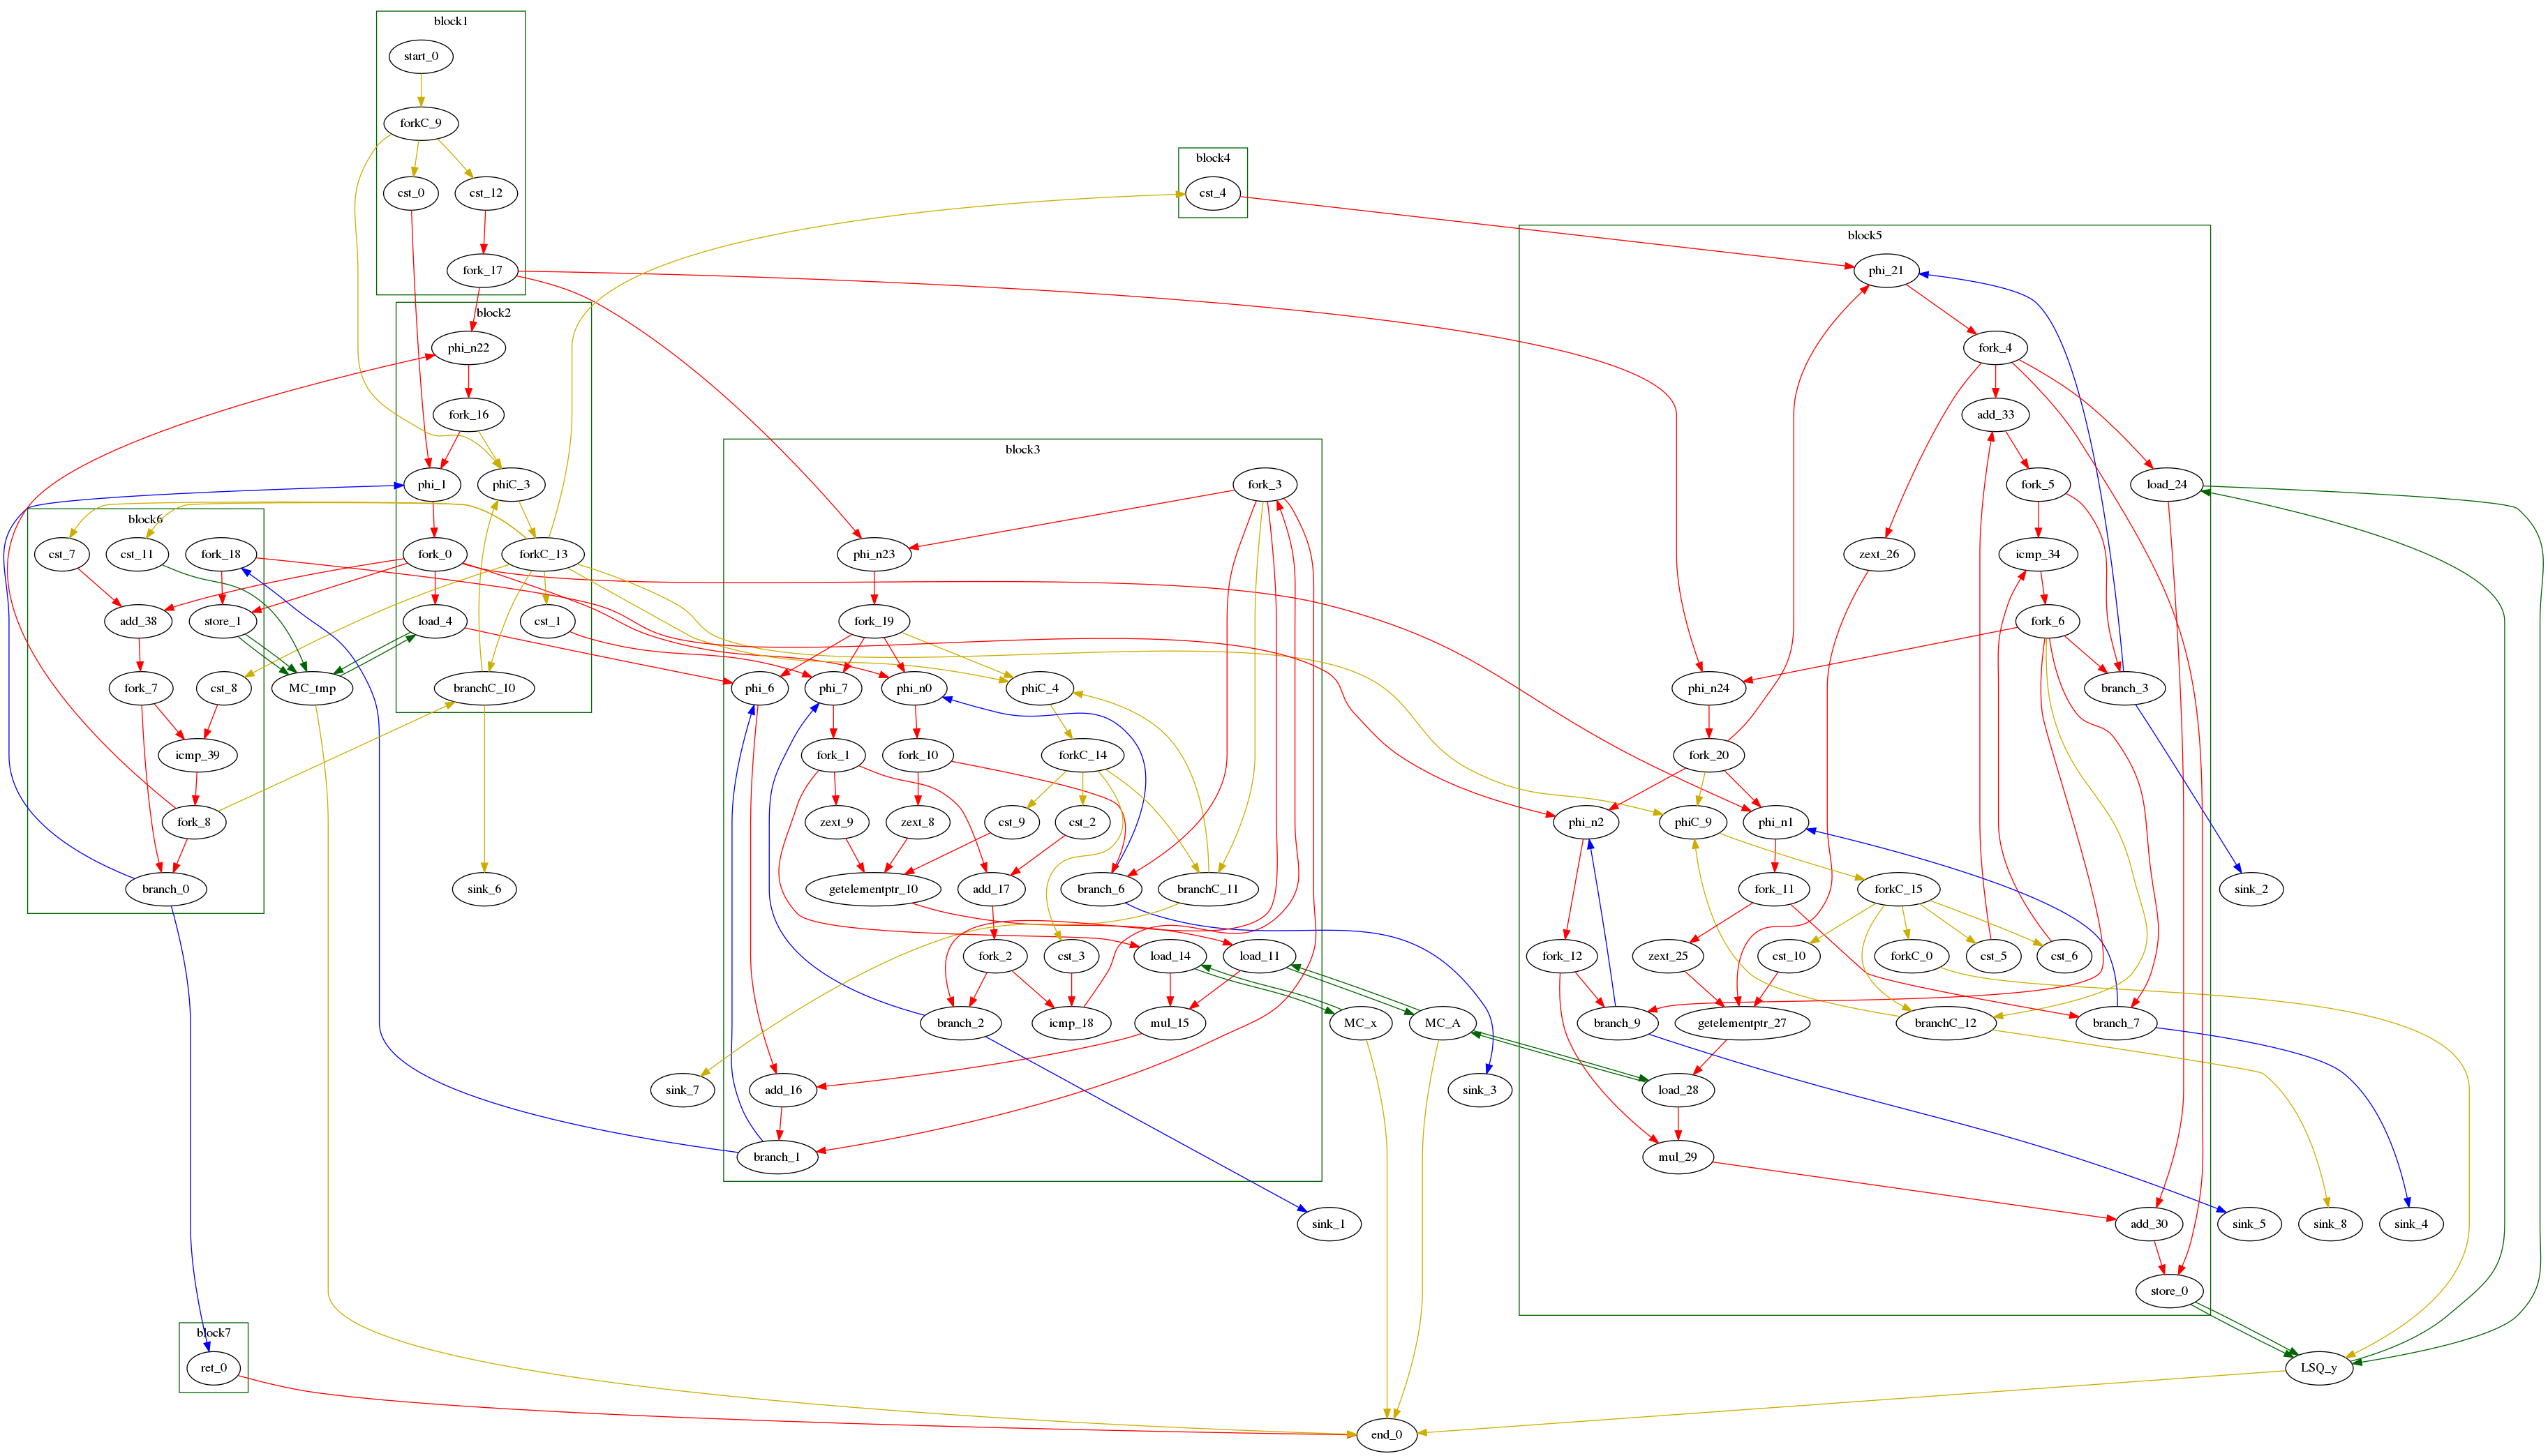 block1
start_0
forkC_9
cst_0
cst_12
fork_17
block4
cst_4
block2
phi_n22
fork_16
phi_1
phiC_3
fork_0
forkC_13
load_4
cst_1
branchC_10
block6
cst_7
cst_11
fork_18
add_38
store_1
fork_7
cst_8
MC_tmp
icmp_39
fork_8
branch_0
sink_6
block3
fork_3
phi_n23
fork_19
phi_6
phi_7
phi_n0
phiC_4
fork_1
fork_10
forkC_14
zext_9
zext_8
cst_9
cst_2
getelementptr_10
add_17
branch_6
branchC_11
fork_2
cst_3
load_14
load_11
branch_2
icmp_18
mul_15
MC_x
MC_A
sink_7
add_16
sink_3
branch_1
sink_1
block5
phi_21
fork_4
add_33
fork_5
load_24
zext_26
icmp_34
fork_6
phi_n24
branch_3
fork_20
phi_n2
phiC_9
phi_n1
fork_11
forkC_15
sink_2
fork_12
zext_25
cst_10
forkC_0
cst_5
cst_6
branch_9
getelementptr_27
branchC_12
branch_7
load_28
mul_29
add_30
sink_5
sink_8
sink_4
store_0
block7
ret_0
LSQ_y
end_0